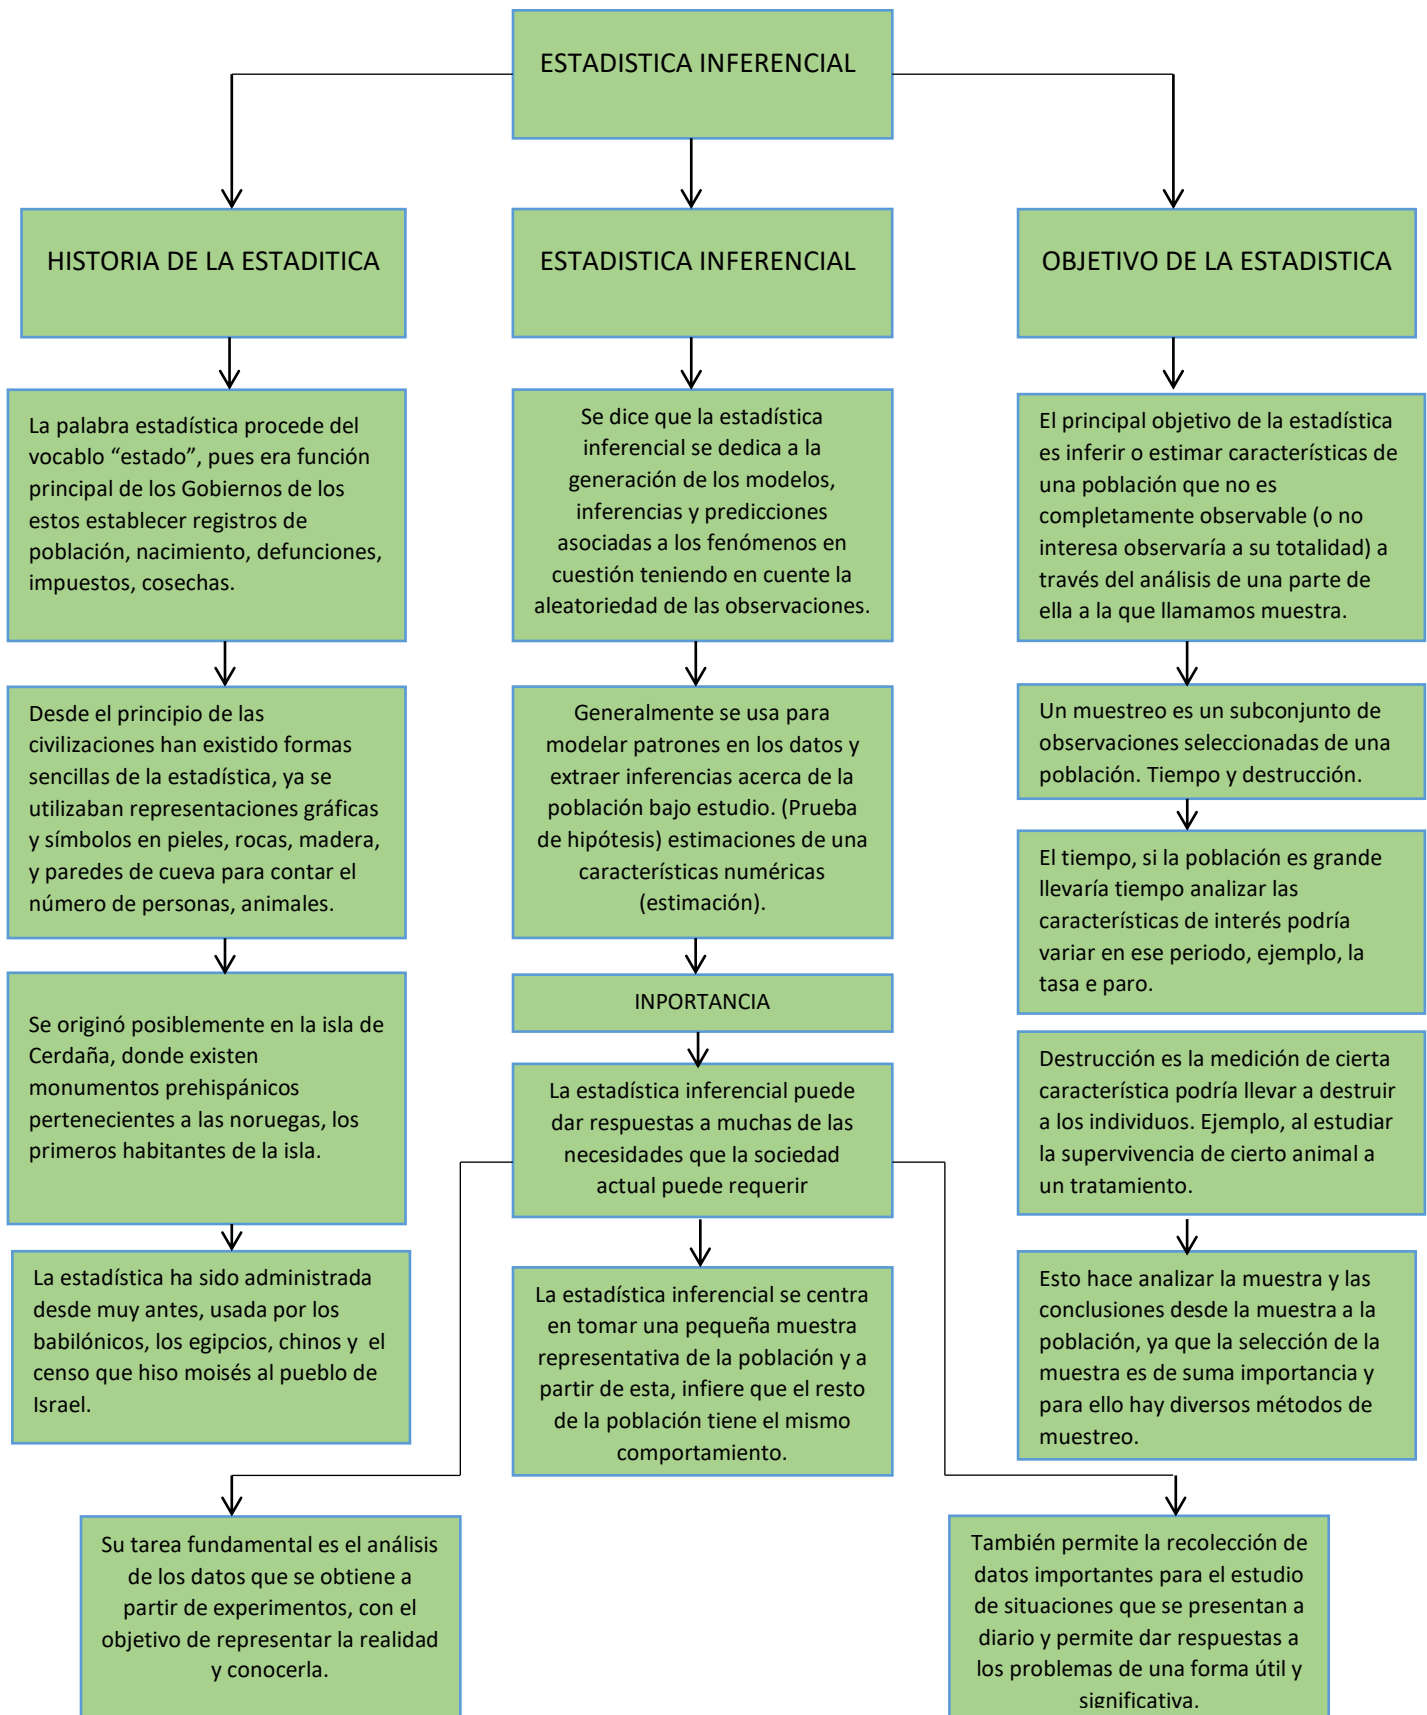 ESTADISTICA INFERENCIAL
HISTORIA DE LA ESTADITICA
La palabra estadística procede del
vocablo “estado”, pues era función
principal de los Gobiernos de los
estos establecer registros de
población, nacimiento, defunciones,
impuestos, cosechas.
Desde el principio de las
civilizaciones han existido formas
sencillas de la estadística, ya se
utilizaban representaciones gráficas
y símbolos en pieles, rocas, madera,
y paredes de cueva para contar el
número de personas, animales.
Se originó posiblemente en la isla de
Cerdaña, donde existen
monumentos prehispánicos
pertenecientes a las noruegas, los
primeros habitantes de la isla.
La estadística ha sido administrada
desde muy antes, usada por los
babilónicos, los egipcios, chinos y  el
censo que hiso moisés al pueblo de
Israel.
ESTADISTICA INFERENCIAL
Se dice que la estadística
inferencial se dedica a la
generación de los modelos,
inferencias y predicciones
asociadas a los fenómenos en
cuestión teniendo en cuente la
aleatoriedad de las observaciones.
Generalmente se usa para
modelar patrones en los datos y
extraer inferencias acerca de la
población bajo estudio. (Prueba
de hipótesis) estimaciones de una
características numéricas
(estimación).
INPORTANCIA
La estadística inferencial puede
dar respuestas a muchas de las
necesidades que la sociedad
actual puede requerir
La estadística inferencial se centra
en tomar una pequeña muestra
representativa de la población y a
partir de esta, infiere que el resto
de la población tiene el mismo
comportamiento.
OBJETIVO DE LA ESTADISTICA
El principal objetivo de la estadística
es inferir o estimar características de
una población que no es
completamente observable (o no
interesa observaría a su totalidad) a
través del análisis de una parte de
ella a la que llamamos muestra.
Un muestreo es un subconjunto de
observaciones seleccionadas de una
población. Tiempo y destrucción.
El tiempo, si la población es grande
llevaría tiempo analizar las
características de interés podría
variar en ese periodo, ejemplo, la
tasa e paro.
Destrucción es la medición de cierta
característica podría llevar a destruir
a los individuos. Ejemplo, al estudiar
la supervivencia de cierto animal a
un tratamiento.
Esto hace analizar la muestra y las
conclusiones desde la muestra a la
población, ya que la selección de la
muestra es de suma importancia y
para ello hay diversos métodos de
muestreo.
Su tarea fundamental es el análisis
de los datos que se obtiene a
partir de experimentos, con el
objetivo de representar la realidad
y conocerla.
También permite la recolección de
datos importantes para el estudio
de situaciones que se presentan a
diario y permite dar respuestas a
los problemas de una forma útil y
significativa.